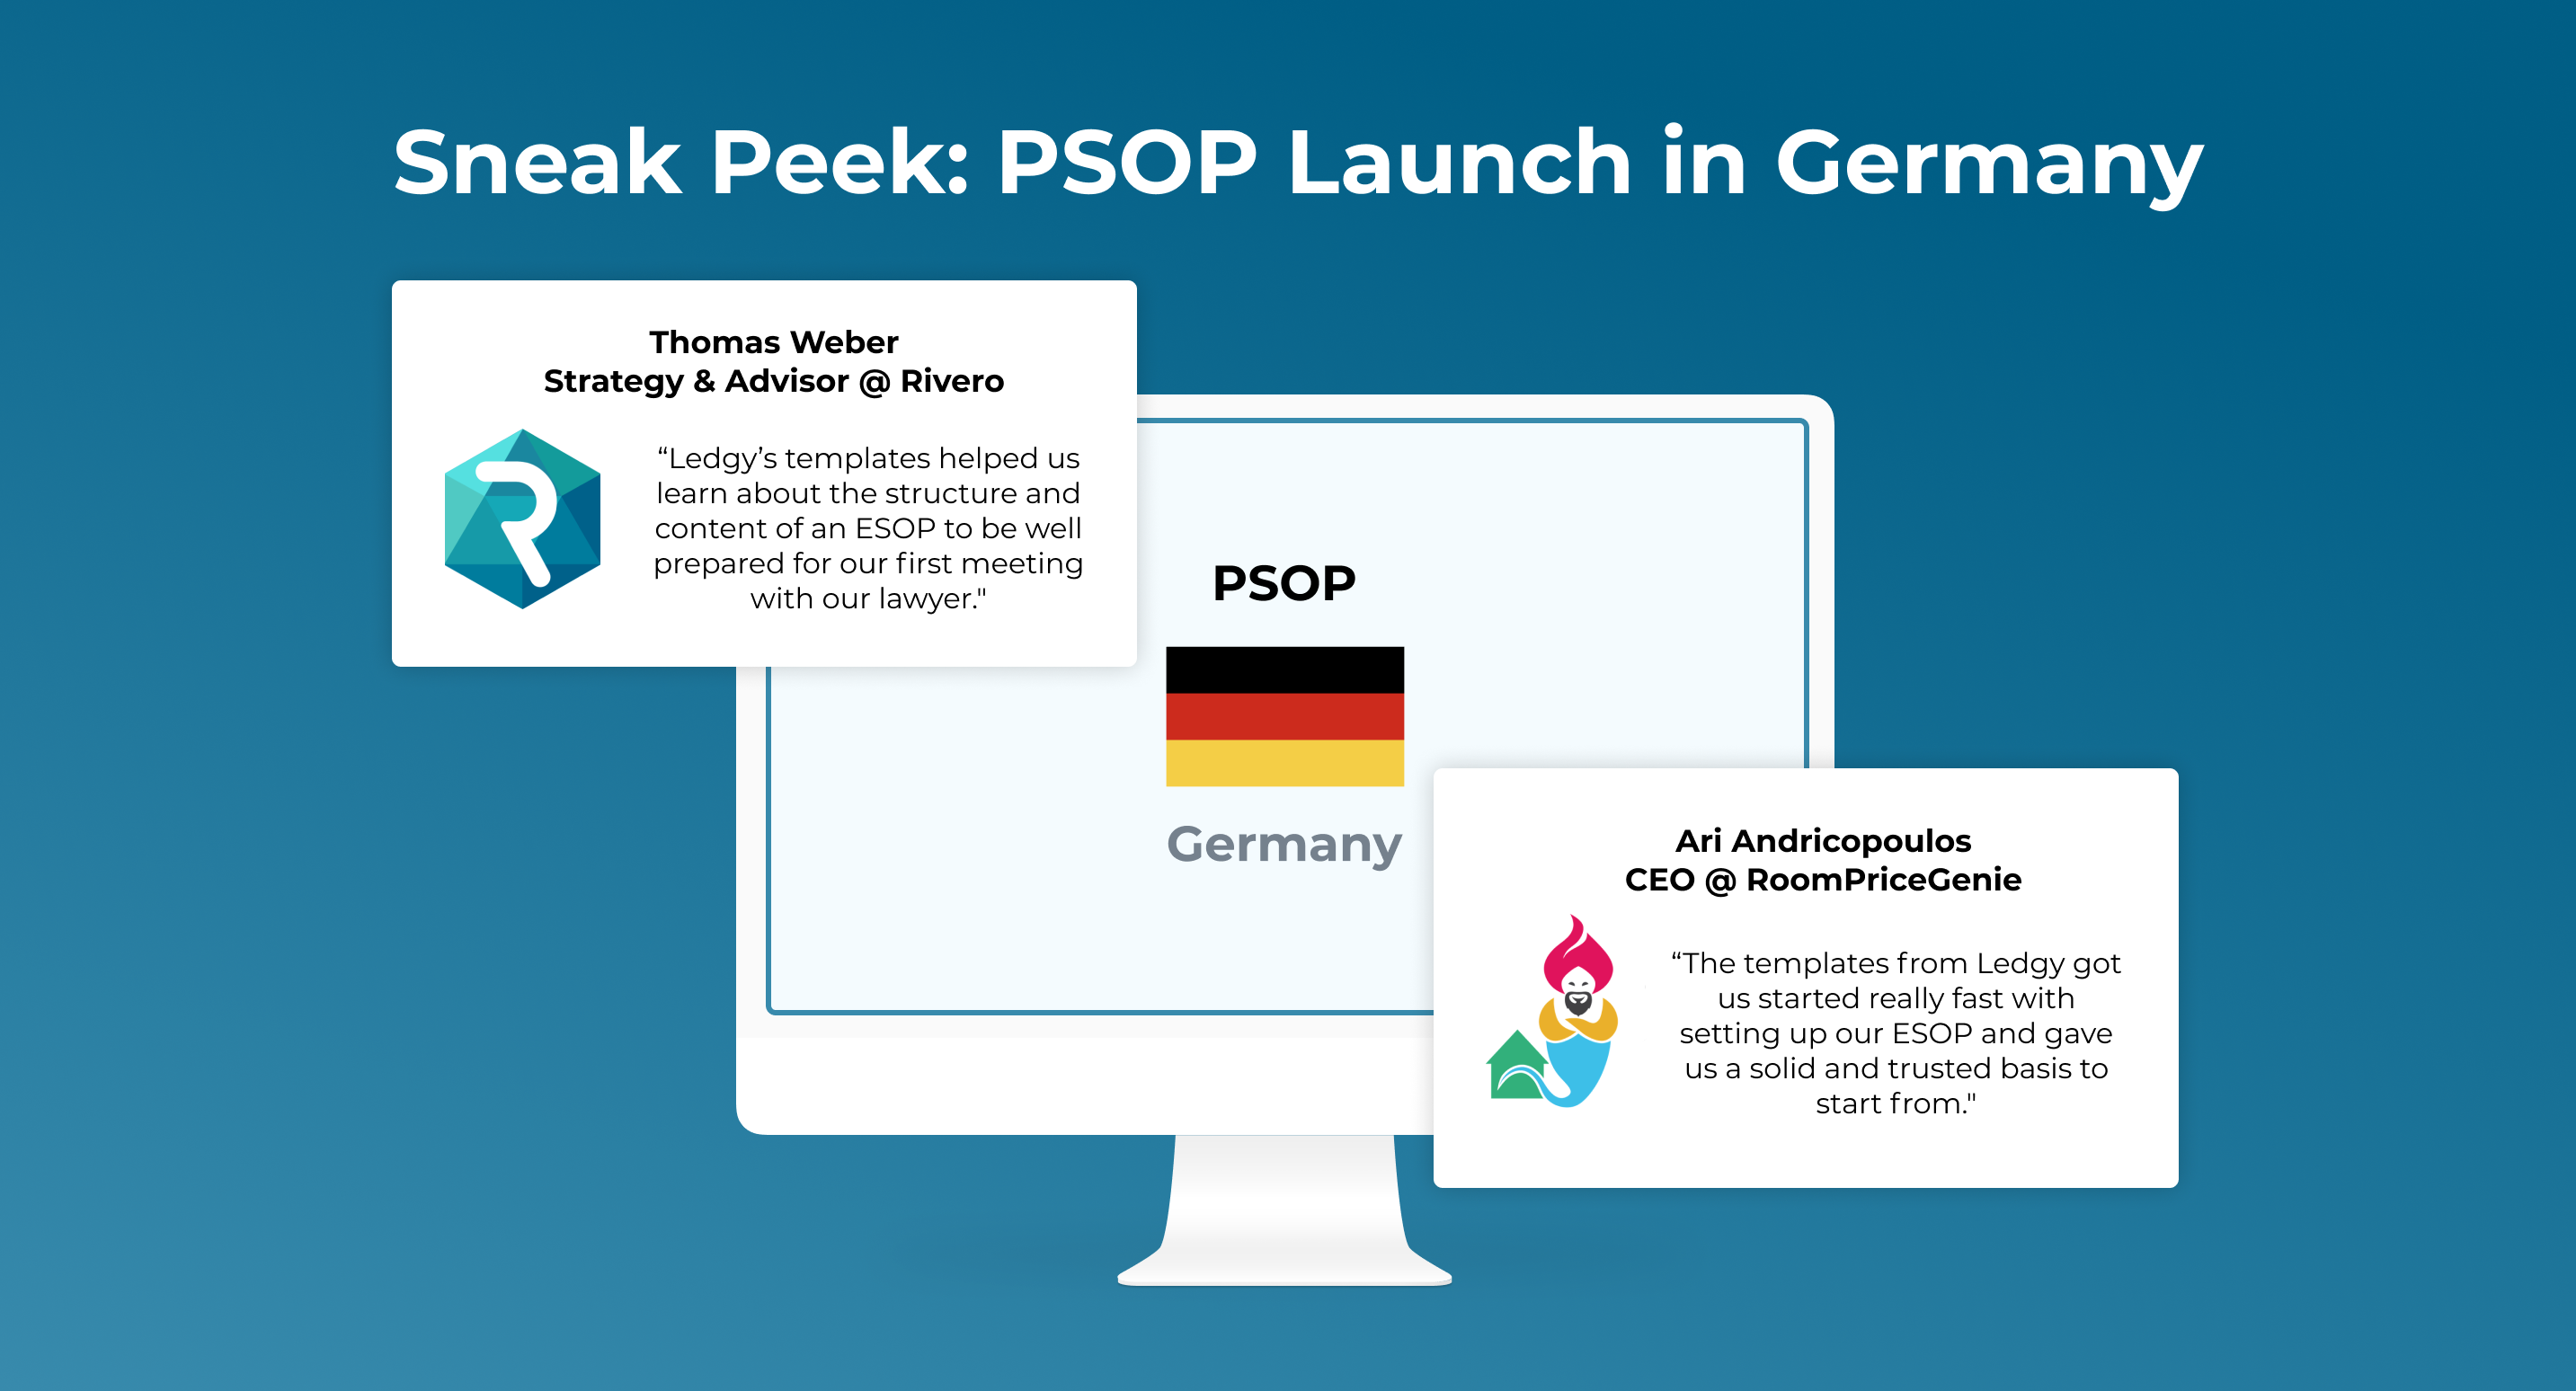 Sneak Peek: PSOP Launch in Germany
Thomas Weber
Strategy & Advisor @ Rivero
“Ledgy’s templates helped us
learn about the structure and
content of an ESOP to be well
prepared for our first meeting
with our lawyer."
PSOP
Germany
Ari Andricopoulos
CEO @ RoomPriceGenie
“The templates from Ledgy got
us started really fast with
setting up our ESOP and gave
us a solid and trusted basis to
start from."